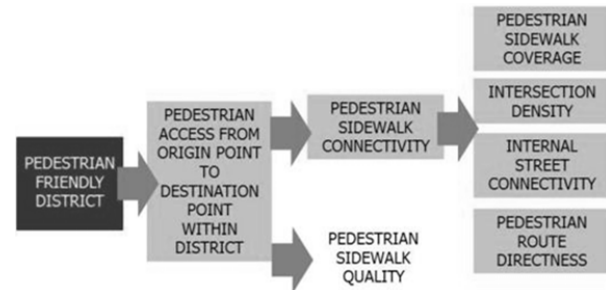 PEDESTRIAN
FRIENDLY
DISTRICT
PEDESTRIAN
ACCESS FROM
ORIGIN POINT
TO
DESTINATION
POINT
WITHIN
DISTRICT
PEDESTRIAN
SIDEWALK
CONNECTIVITY
PEDESTRIAN
SIDEWALK
QUALITY
PEDESTRIAN
SIDEWALK
COVERAGE
INTERSECTION
DENSITY
INTERNAL
STREET
CONNECTIVITY
PEDESTRIAN
ROUTE
DIRECTNESS